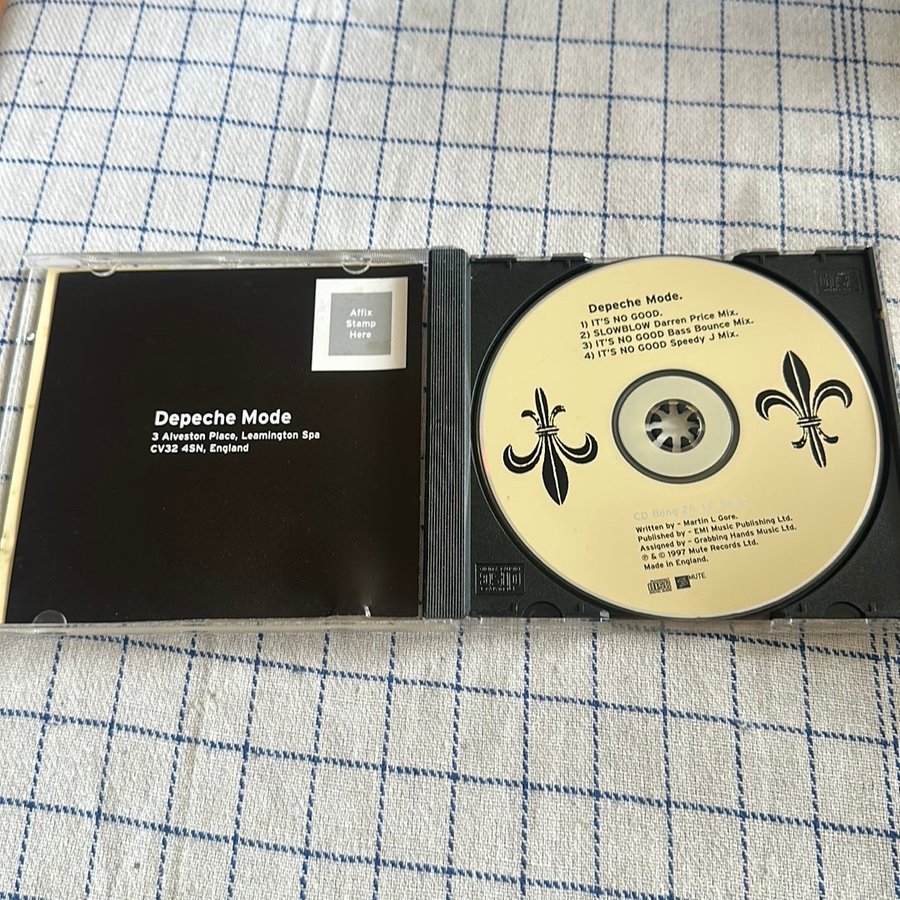 Affix
Stamp
Here
Depeche Mode
3 Alveston Place, Leamington Spa
CV32 4SN, England
Depeche Mode.
1) IT'S NO GOOD.
2) SLOWBLOW Darren Price Mix.
3) IT'S NO GOOD Bass Bounce Mix.
4) IT'S NO GOOD Speedy J Mix.
CD Bong 26.
Written by - Martin L Gore.
Published by - EMI Music Publishing Ltd.
Assigned by - Grabbing Hands Music Ltd.
℗ & © 1997 Mute Records Ltd.
Made in England.
MUTE